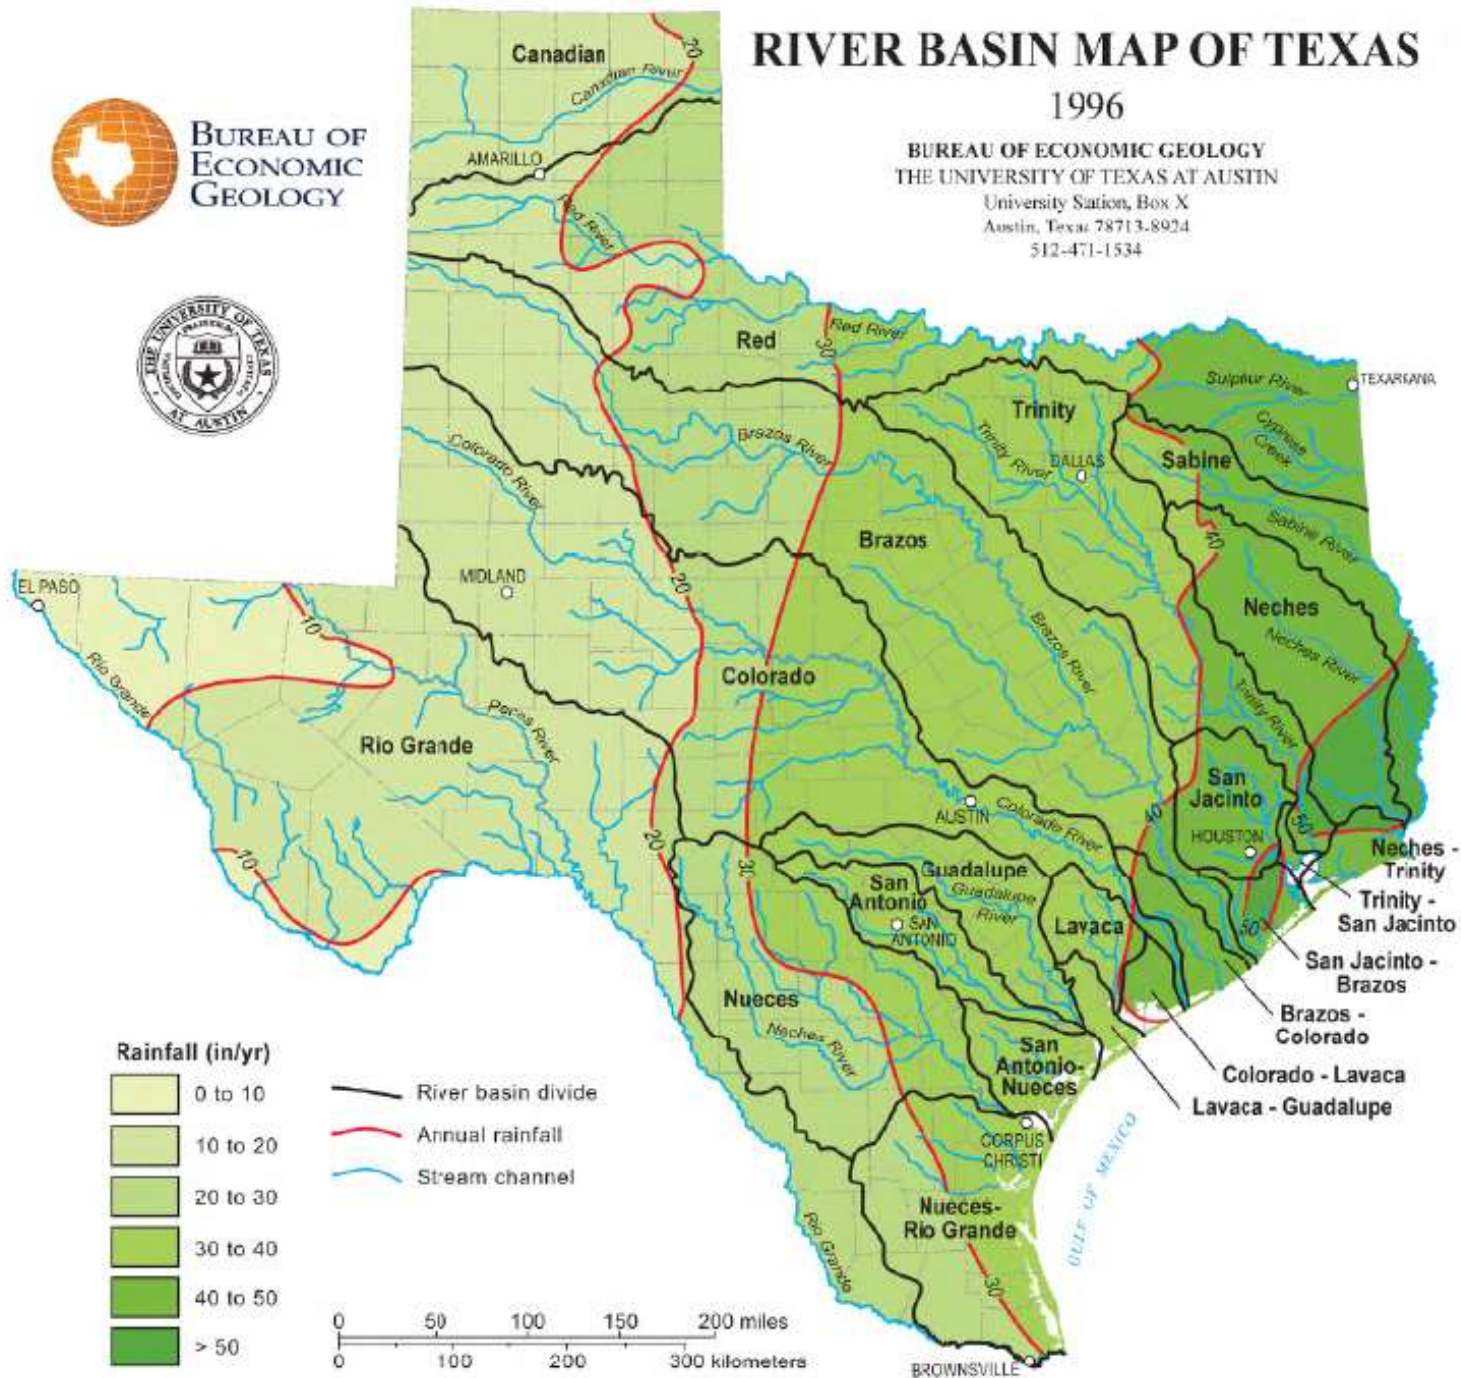 RIVER BASIN MAP OF TEXAS
1996
BUREAU OF ECONOMIC GEOLOGY
THE UNIVERSITY OF TEXAS AT AUSTIN
University Station, Box X
Austin, Texas 78713-8924
512-471-1534
BUREAU OF
ECONOMIC
GEOLOGY
THE UNIVERSITY OF TEXAS
AT AUSTIN
Canadian
Canadian River
20
AMARILLO
Red River
Red
Red River
30
Trinity
Sulphur River
TEXARKANA
Cypress
Creek
Colorado River
Brazos River
Trinity River
DALLAS
Sabine
Sabine River
Brazos
40
EL PASO
MIDLAND
20
10
Neches
Neches River
Rio Grande
Colorado
Brazos River
Trinity River
Pecos River
Rio Grande
San
Jacinto
AUSTIN
Colorado River
40
HOUSTON
50
10
20
30
Neches -
Trinity
Guadalupe
Guadalupe
River
San
Antonio
SAN
ANTONIO
Lavaca
50
Trinity -
San Jacinto
San Jacinto -
Brazos
Nueces
Neches River
Brazos -
Colorado
San
Antonio-
Nueces
Colorado - Lavaca
Lavaca - Guadalupe
CORPUS
CHRISTI
GULF OF MEXICO
Nueces-
Rio Grande
Rio Grande
30
BROWNSVILLE
Rainfall (in/yr)
0 to 10
10 to 20
20 to 30
30 to 40
40 to 50
> 50
River basin divide
Annual rainfall
Stream channel
0 50 100 150 200 miles
0 100 200 300 kilometers